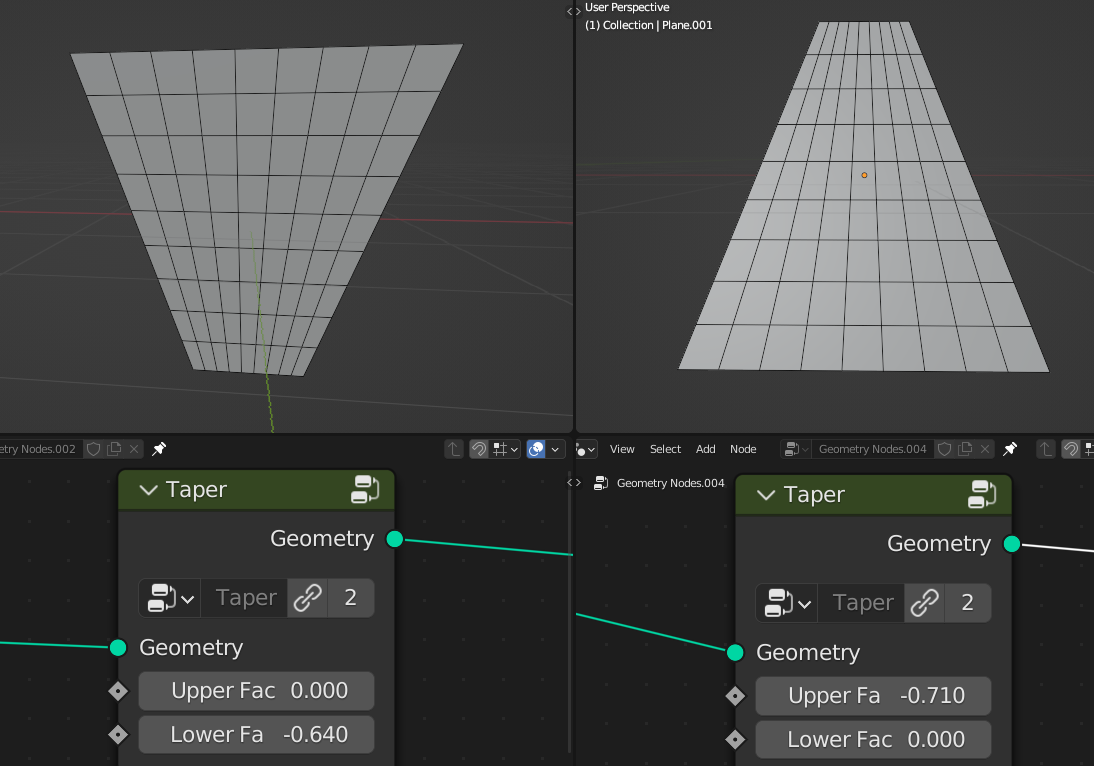 User Perspective
(1) Collection | Plane.001
etry Nodes.002
View Select Add Node
Geometry Nodes.004
Geometry Nodes.004
Taper
Geometry
Taper 2
Geometry
Upper Fac 0.000
Lower Fa -0.640
Taper
Geometry
Taper 2
Geometry
Upper Fa -0.710
Lower Fac 0.000